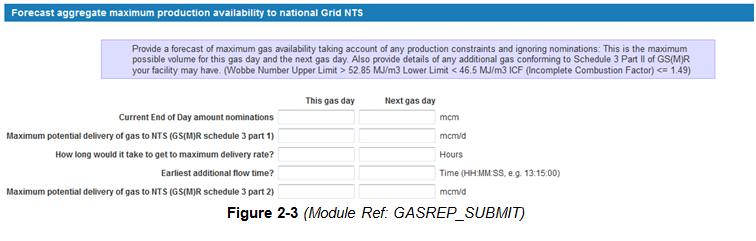 Forecast aggregate maximum production availability to national Grid NTS
Provide a forecast of maximum gas availability taking account of any production constraints and ignoring nominations: This is the maximum
possible volume for this gas day and the next gas day. Also provide details of any additional gas conforming to Schedule 3 Part II of GS(M)R
your facility may have. (Wobbe Number Upper Limit > 52.85 MJ/m3 Lower Limit < 46.5 MJ/m3 ICF (Incomplete Combustion Factor) <= 1.49)
This gas day Next gas day
Current End of Day amount nominations mcm
Maximum potential delivery of gas to NTS (GS(M)R schedule 3 part 1) mcm/d
How long would it take to get to maximum delivery rate? Hours
Earliest additional flow time? Time (HH:MM:SS, e.g. 13:15:00)
Maximum potential delivery of gas to NTS (GS(M)R schedule 3 part 2) mcm/d
Figure 2-3 (Module Ref: GASREP_SUBMIT)